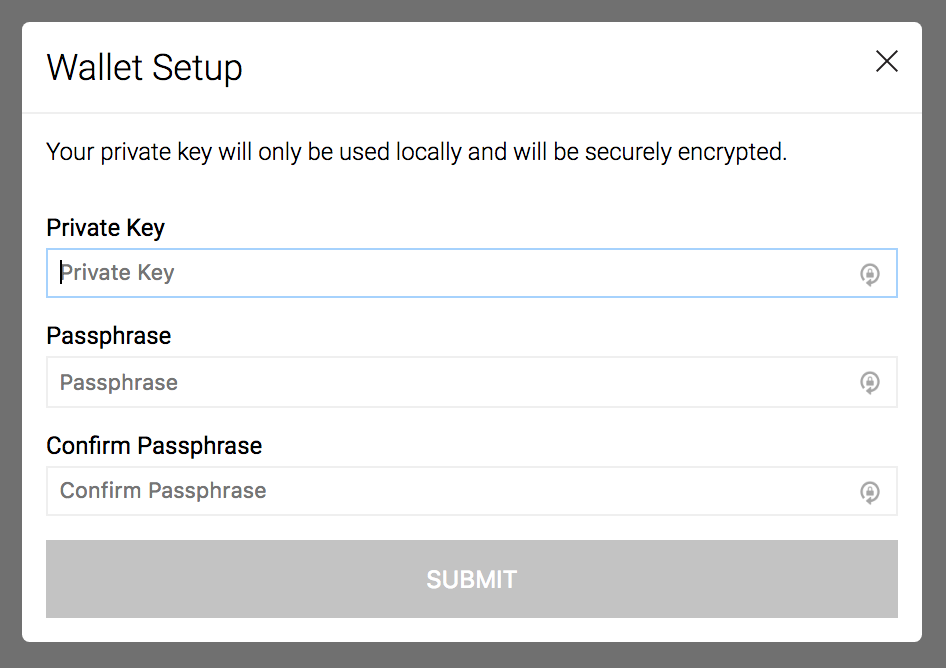 Wallet Setup
Your private key will only be used locally and will be securely encrypted.
Private Key
Private Key
Passphrase
Passphrase
Confirm Passphrase
Confirm Passphrase
SUBMIT